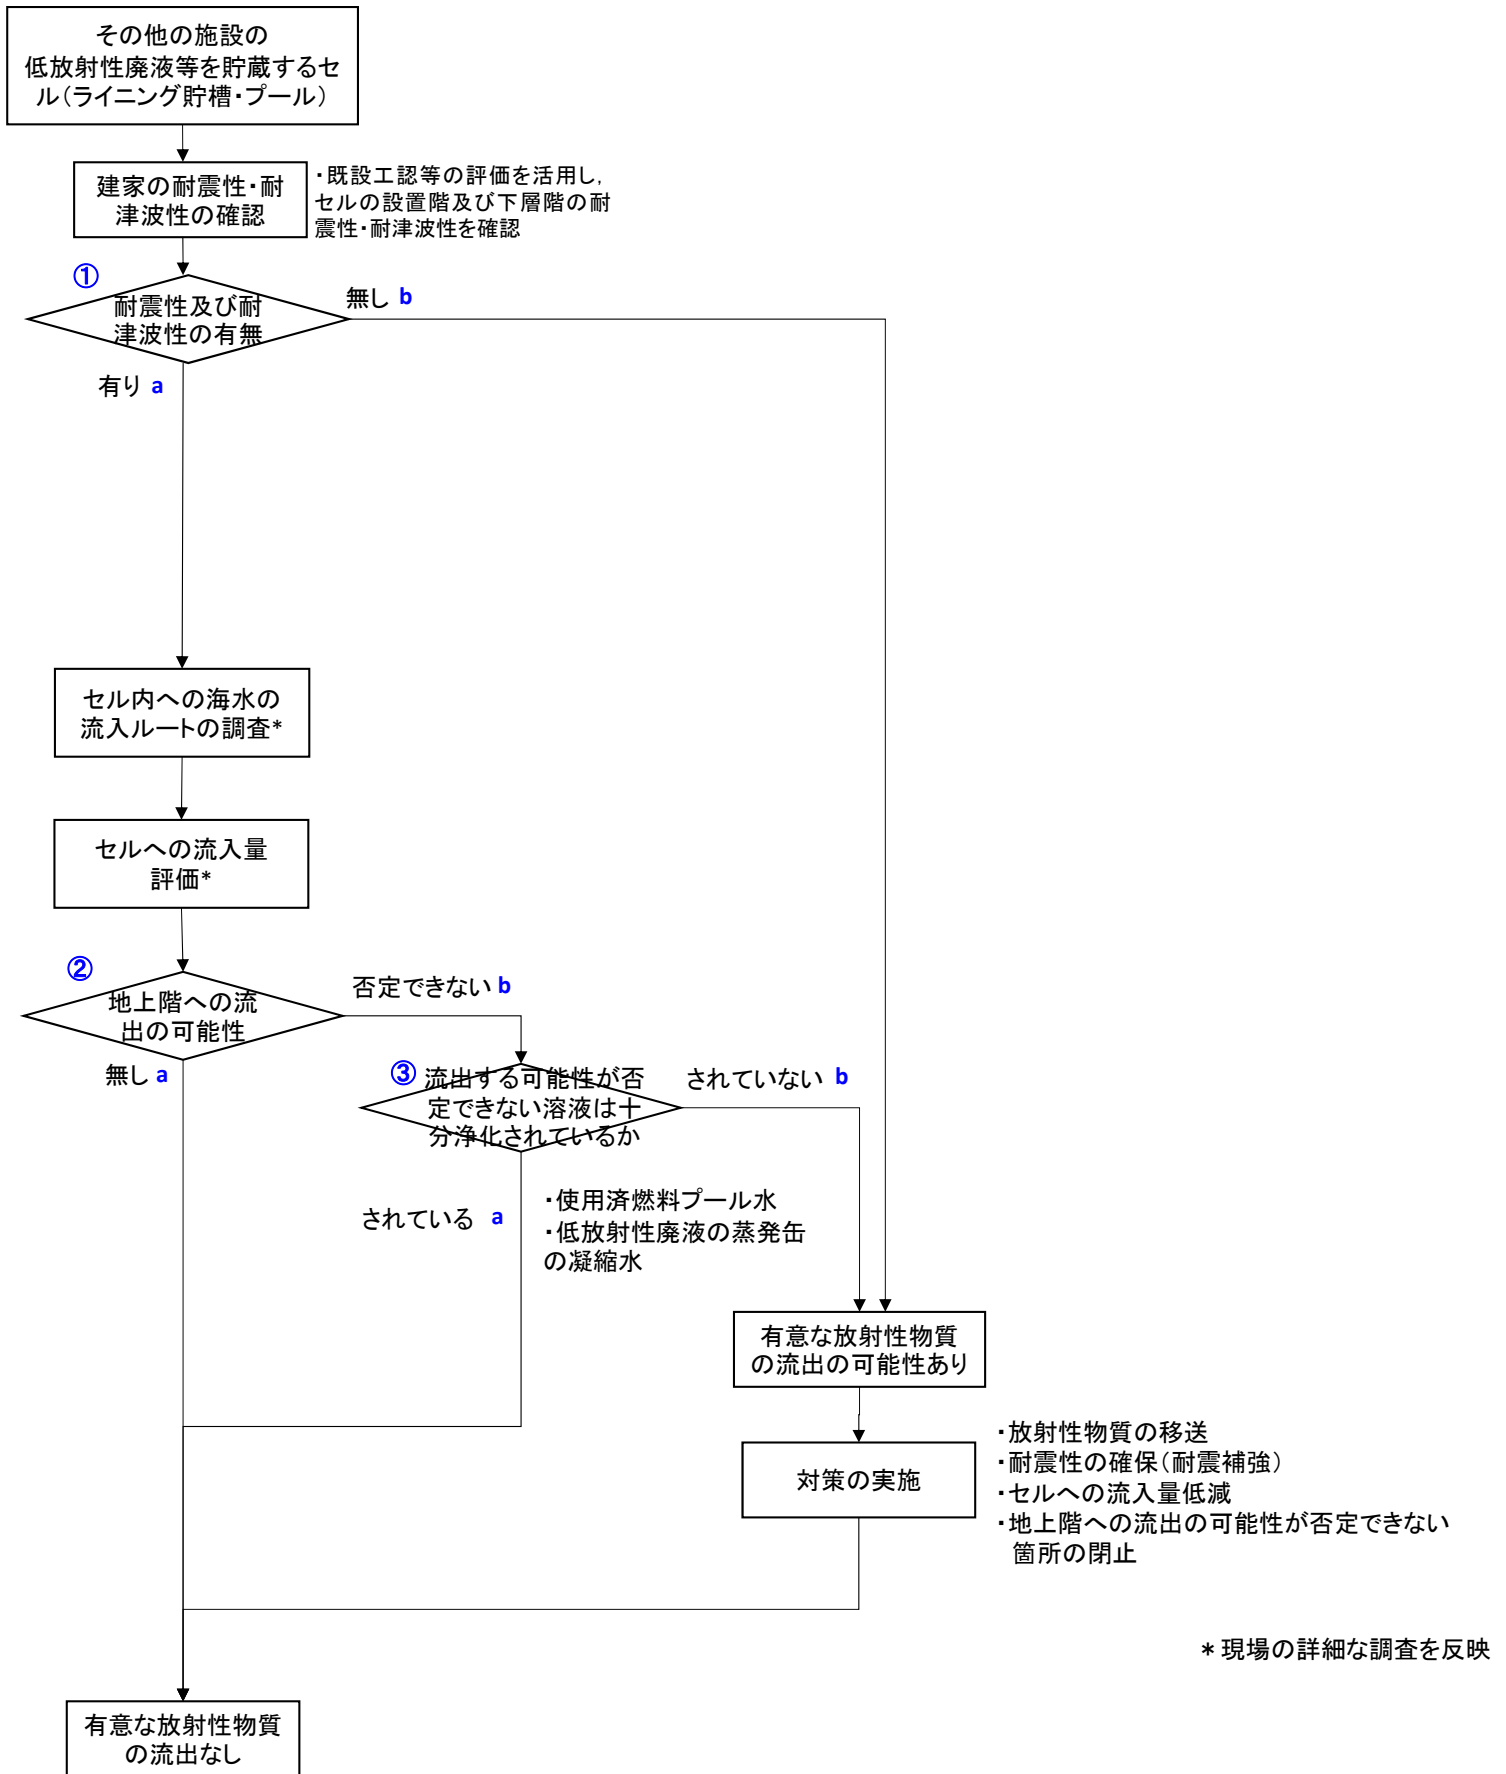 その他の施設の
低放射性廃液等を貯蔵するセ
ル(ライニング貯槽・プール)
建家の耐震性・耐
津波性の確認
・既設工認等の評価を活用し,
セルの設置階及び下層階の耐
震性・耐津波性を確認
①
耐震性及び耐
津波性の有無
無し b
有り a
セル内への海水の
流入ルートの調査*
セルへの流入量
評価*
②
地上階への流
出の可能性
否定できない b
無し a
③
流出する可能性が否
定できない溶液は十
分浄化されているか
されていない b
されている a
・使用済燃料プール水
・低放射性廃液の蒸発缶
の凝縮水
有意な放射性物質
の流出の可能性あり
対策の実施
・放射性物質の移送
・耐震性の確保(耐震補強)
・セルへの流入量低減
・地上階への流出の可能性が否定できない
箇所の閉止
*現場の詳細な調査を反映
有意な放射性物質
の流出なし